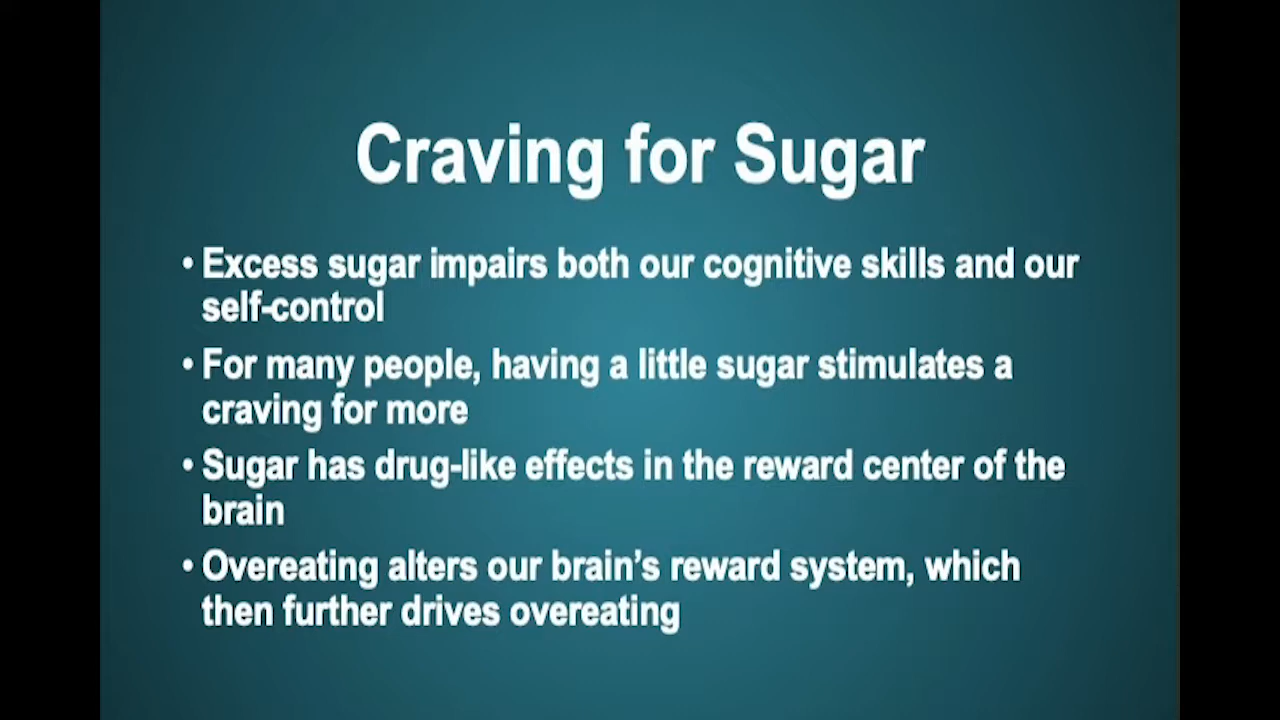 Craving for Sugar
• Excess sugar impairs both our cognitive skills and our
self-control
• For many people, having a little sugar stimulates a
craving for more
• Sugar has drug-like effects in the reward center of the
brain
• Overeating alters our brain’s reward system, which
then further drives overeating